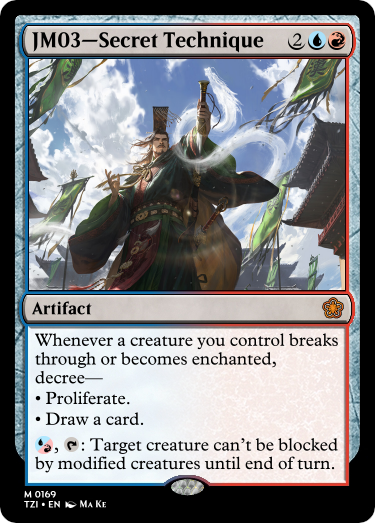 JM03—Secret Technique 2
Artifact
Whenever a creature you control breaks
through or becomes enchanted,
decree—
• Proliferate.
• Draw a card.
, : Target creature can't be blocked
by modified creatures until end of turn.
M 0169
TZI • EN Ma Ke